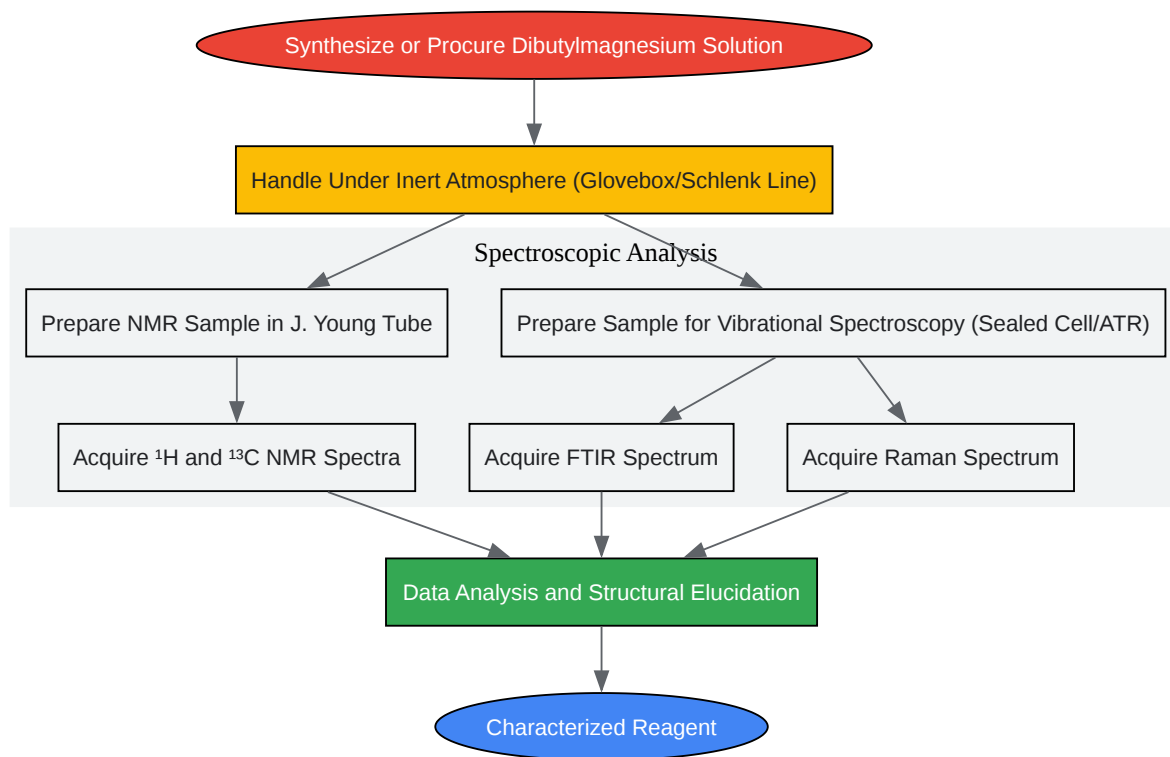 Synthesize or Procure Dibutylmagnesium Solution
Handle Under Inert Atmosphere (Glovebox/Schlenk Line)
Spectroscopic Analysis
Prepare NMR Sample in J. Young Tube
Prepare Sample for Vibrational Spectroscopy (Sealed Cell/ATR)
Acquire ¹H and ¹³C NMR Spectra
Acquire FTIR Spectrum
Acquire Raman Spectrum
Data Analysis and Structural Elucidation
Characterized Reagent